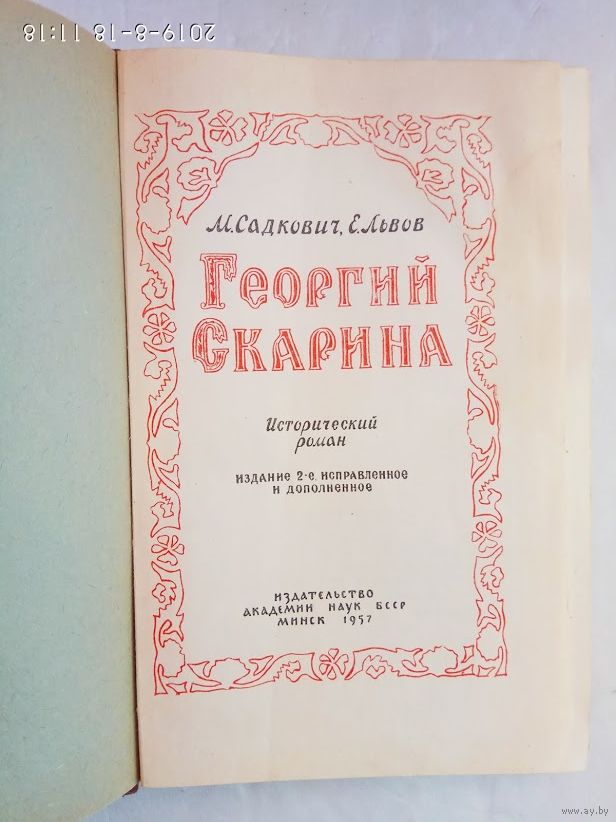 2019-8-18 11:18
М. Садкович, Е. Львов
Георгий
Скарина
Исторический
роман
издание 2-е, исправленное
и дополненное
издательство
академии наук БССР
Минск 1957
www.ay.by